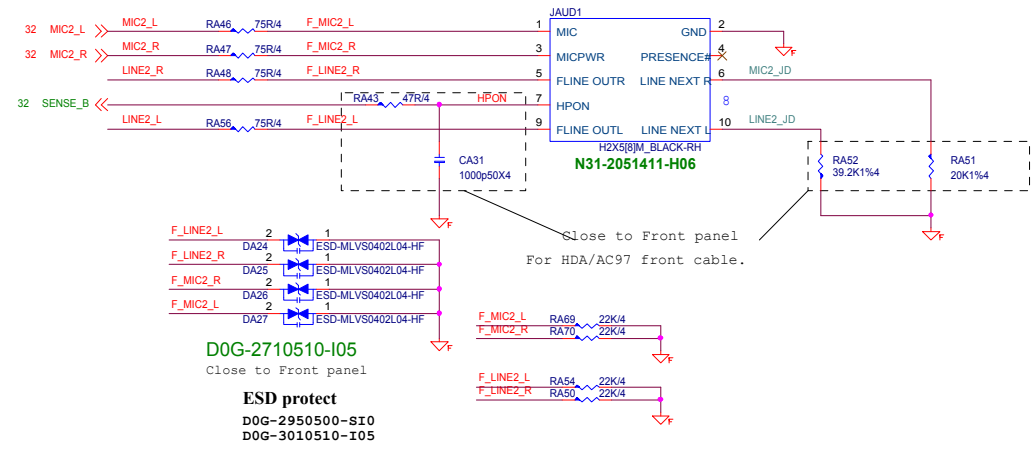 JAUD1
32 MIC2_L MIC2_L RA46 75R/4 F_MIC2_L 1 MIC GND 2
F
32 MIC2_R MIC2_R RA47 75R/4 F_MIC2_R 3 MICPWR PRESENCE# 4
LINE2_R RA48 75R/4 F_LINE2_R 5 FLINE OUTR LINE NEXT R 6 MIC2_JD
32 SENSE_B RA43 47R/4 HPON 7 HPON 8
LINE2_L RA56 75R/4 F_LINE2_L 9 FLINE OUTL LINE NEXT L 10 LINE2_JD
H2X5[8]M_BLACK-RH
N31-2051411-H06
CA31
1000p50X4
F
RA52
39.2K1%4
RA51
20K1%4
F
Close to Front panel
For HDA/AC97 front cable.
F_LINE2_L 2 1
DA24 ESD-MLVS0402L04-HF
F_LINE2_R 2 1
DA25 ESD-MLVS0402L04-HF
F_MIC2_R 2 1
DA26 ESD-MLVS0402L04-HF
F_MIC2_L 2 1
DA27 ESD-MLVS0402L04-HF
F
D0G-2710510-I05
Close to Front panel
ESD protect
D0G-2950500-SI0
D0G-3010510-I05
F_MIC2_L RA69 22K/4
F_MIC2_R RA70 22K/4
F
F_LINE2_L RA54 22K/4
F_LINE2_R RA50 22K/4
F